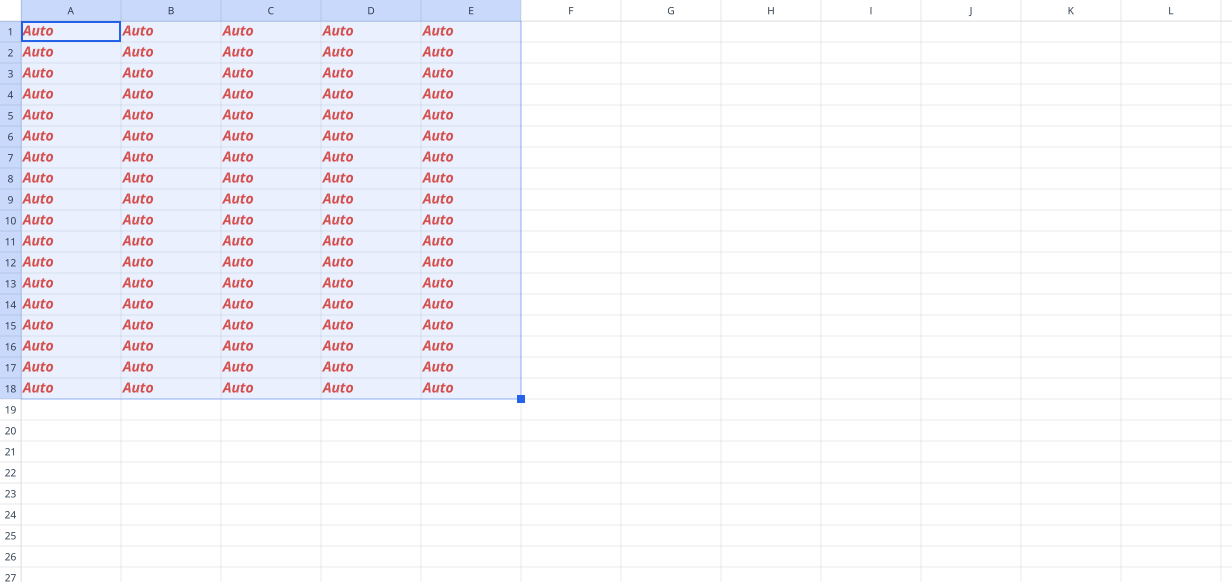 A B C D E F G H I J K L
1 Auto Auto Auto Auto Auto
2 Auto Auto Auto Auto Auto
3 Auto Auto Auto Auto Auto
4 Auto Auto Auto Auto Auto
5 Auto Auto Auto Auto Auto
6 Auto Auto Auto Auto Auto
7 Auto Auto Auto Auto Auto
8 Auto Auto Auto Auto Auto
9 Auto Auto Auto Auto Auto
10 Auto Auto Auto Auto Auto
11 Auto Auto Auto Auto Auto
12 Auto Auto Auto Auto Auto
13 Auto Auto Auto Auto Auto
14 Auto Auto Auto Auto Auto
15 Auto Auto Auto Auto Auto
16 Auto Auto Auto Auto Auto
17 Auto Auto Auto Auto Auto
18 Auto Auto Auto Auto Auto
19
20
21
22
23
24
25
26
27